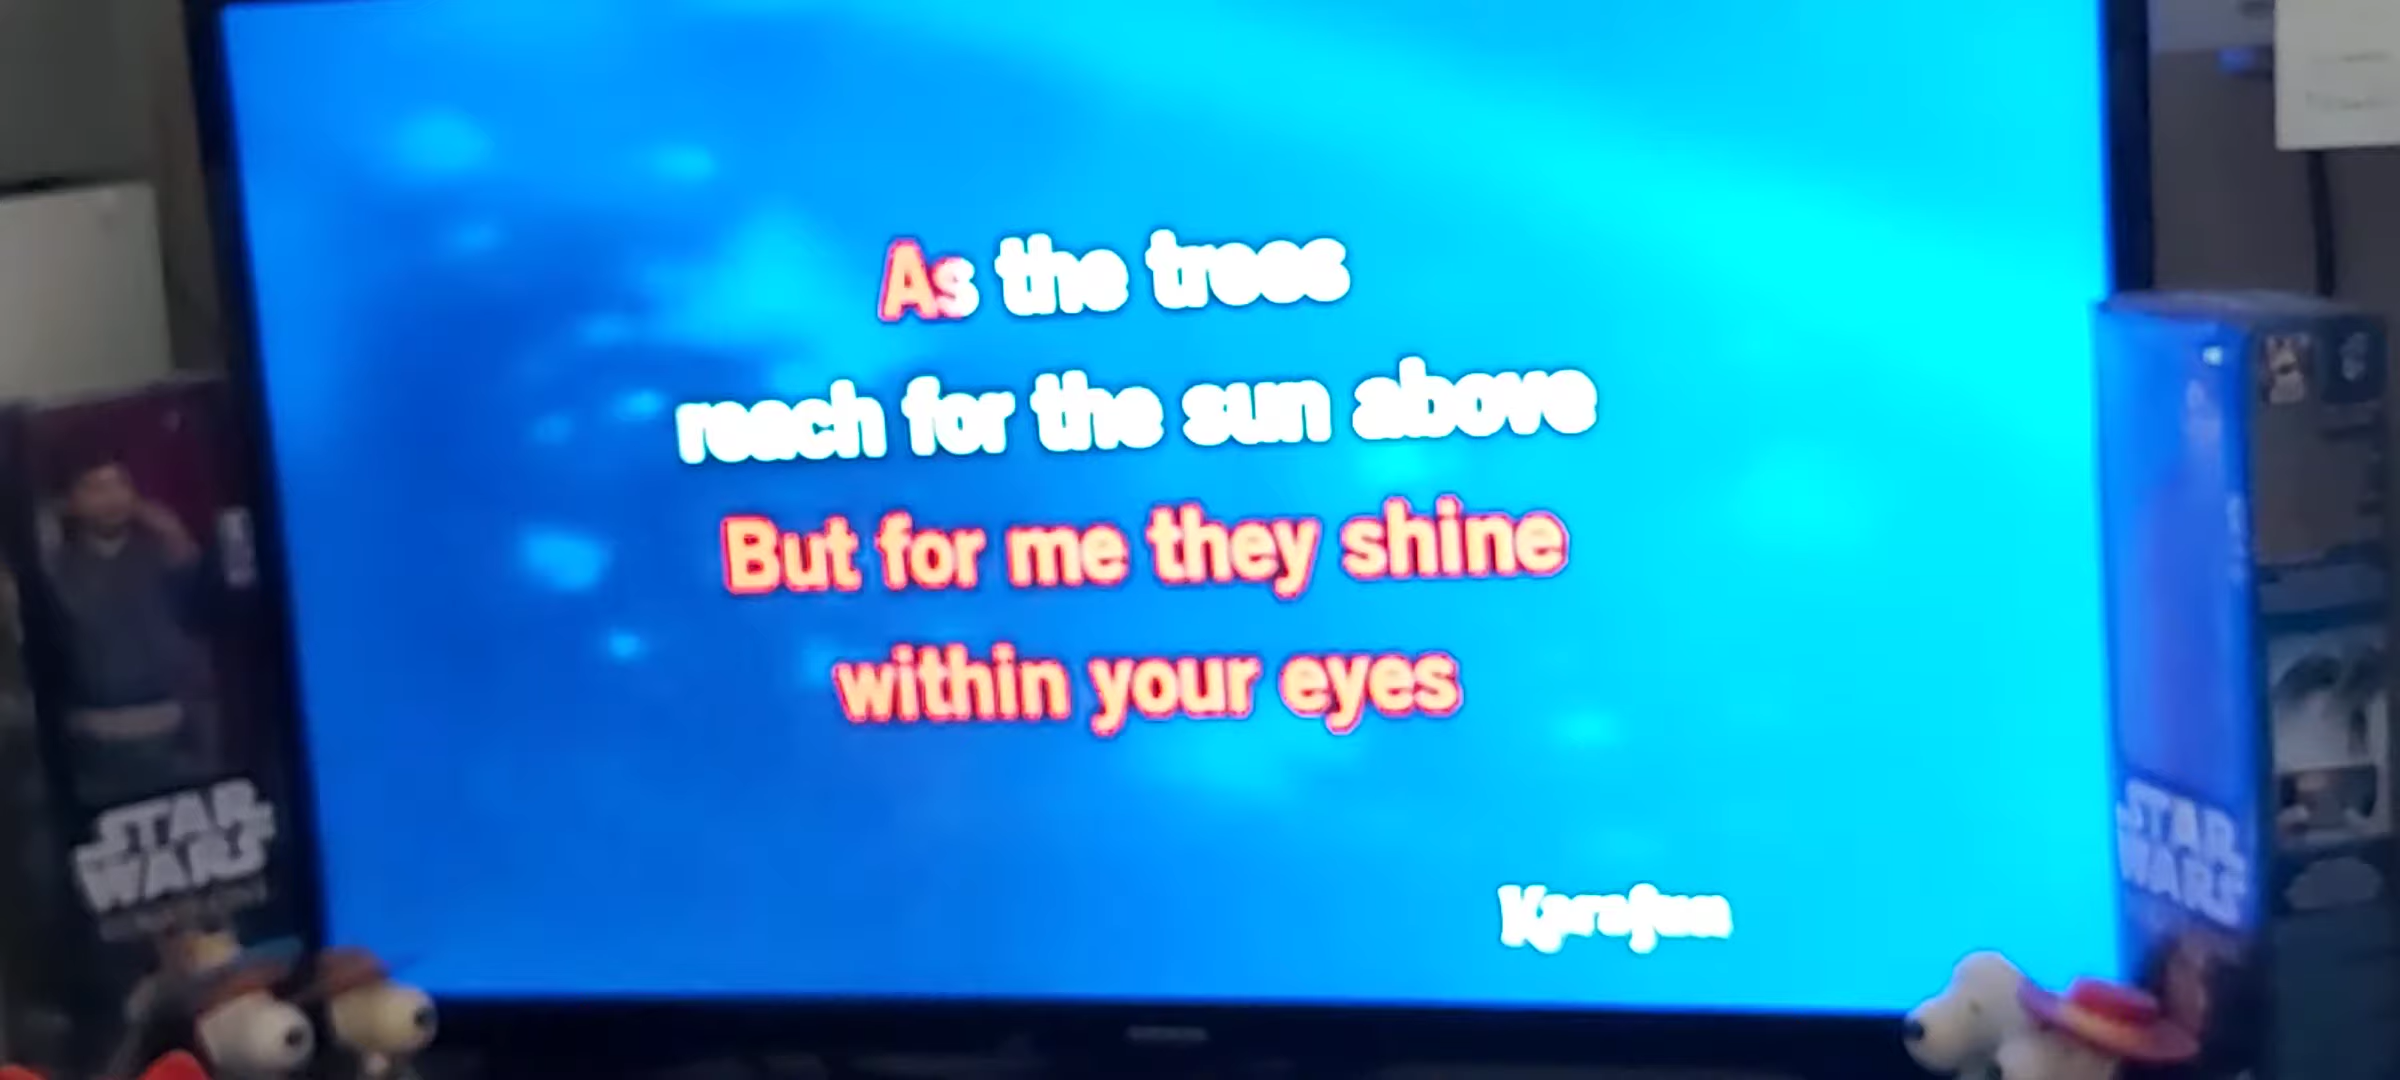 As the trees
reach for the sun above
But for me they shine
within your eyes
KaraFun
STAR
WARS
STAR
WARS